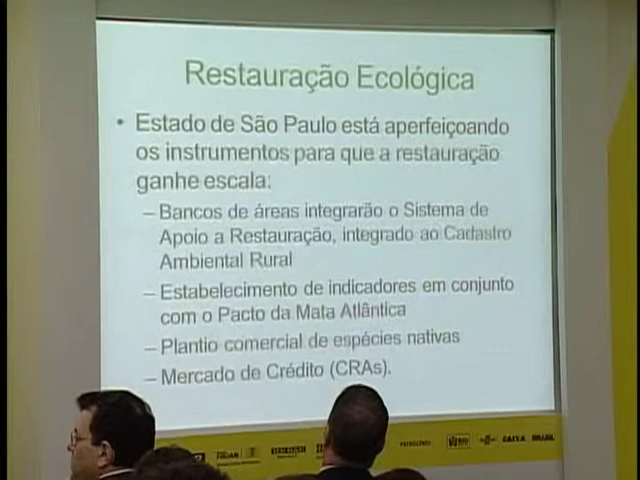 Restauração Ecológica
• Estado de São Paulo está aperfeiçoando
os instrumentos para que a restauração
ganhe escala:
– Bancos de áreas integrarão o Sistema de
Apoio a Restauração, integrado ao Cadastro
Ambiental Rural
– Estabelecimento de indicadores em conjunto
com o Pacto da Mata Atlântica
– Plantio comercial de espécies nativas
– Mercado de Crédito (CRAs).
PATROCÍNIO
CAIXA BRASIL